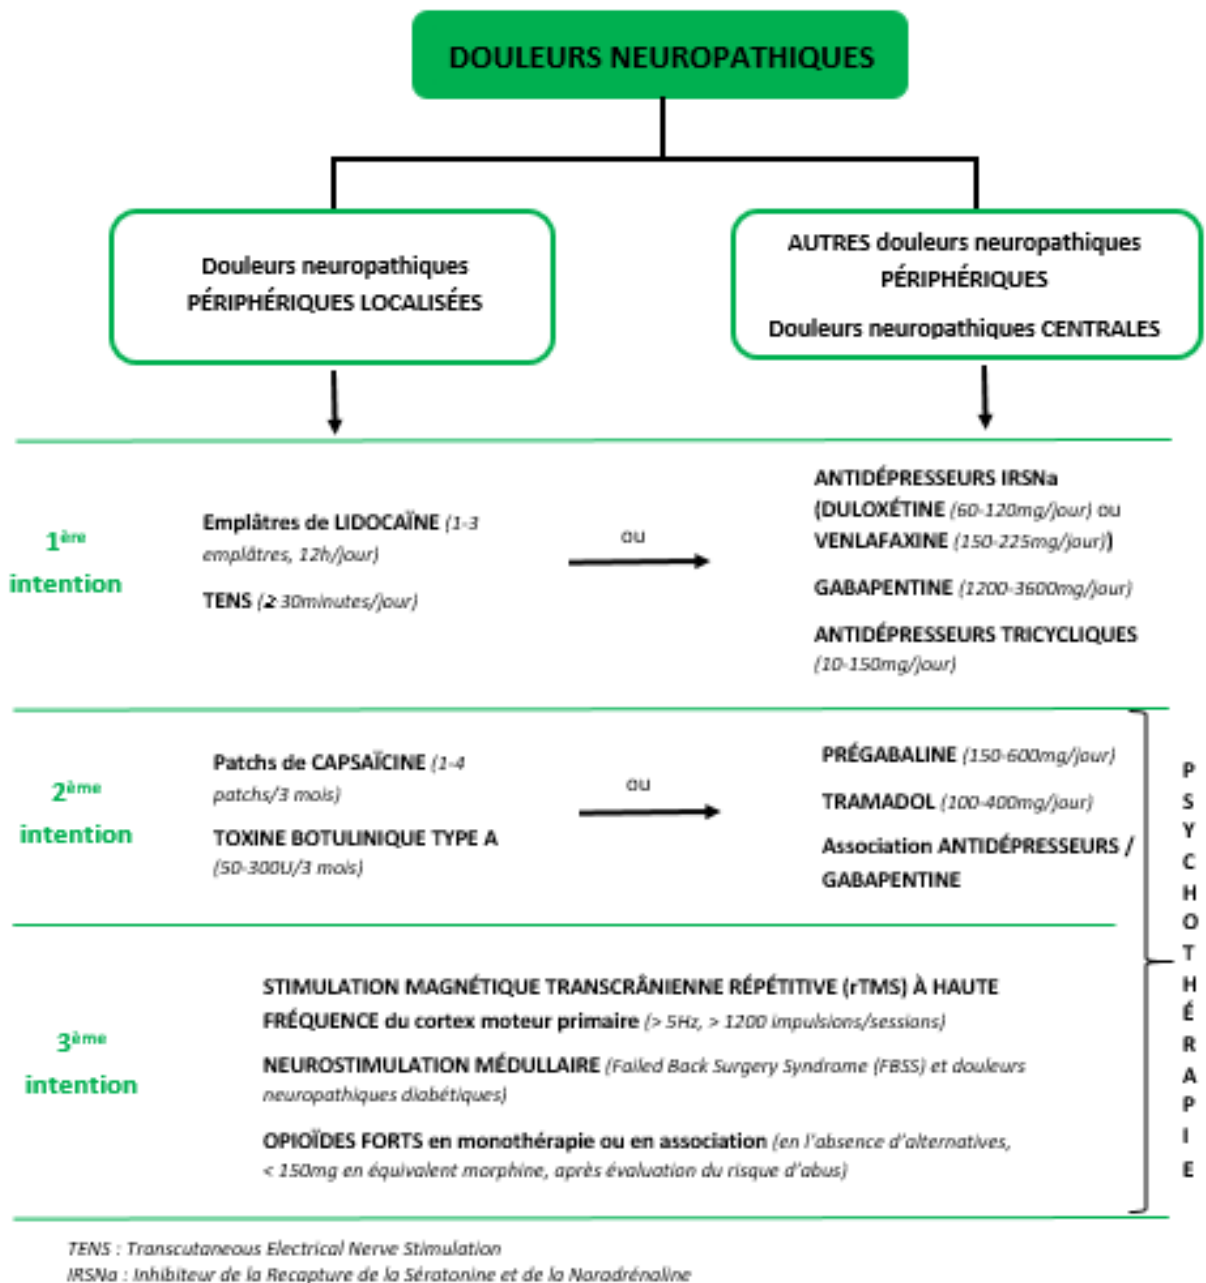 DOULEURS NEUROPATHIQUES
Douleurs neuropathiques
PÉRIPHÉRIQUES LOCALISÉES
AUTRES douleurs neuropathiques
PÉRIPHÉRIQUES
Douleurs neuropathiques CENTRALES
1ère
intention
Emplâtres de LIDOCAÏNE (1-3
emplâtres, 12h/jour)
TENS (≥ 30minutes/jour)
ou
ANTIDÉPRESSEURS IRSNa
(DULOXÉTINE (60-120mg/jour) ou
VENLAFAXINE (150-225mg/jour))
GABAPENTINE (1200-3600mg/jour)
ANTIDÉPRESSEURS TRICYCLIQUES
(10-150mg/jour)
2ème
intention
Patchs de CAPSAÏCINE (1-4
patchs/3 mois)
TOXINE BOTULINIQUE TYPE A
(50-300U/3 mois)
ou
PRÉGABALINE (150-600mg/jour)
TRAMADOL (100-400mg/jour)
Association ANTIDÉPRESSEURS /
GABAPENTINE
3ème
intention
STIMULATION MAGNÉTIQUE TRANSCRÂNIENNE RÉPÉTITIVE (rTMS) À HAUTE
FRÉQUENCE du cortex moteur primaire (> 5Hz, > 1200 impulsions/sessions)
NEUROSTIMULATION MÉDULLAIRE (Failed Back Surgery Syndrome (FBSS) et douleurs
neuropathiques diabétiques)
OPIOÏDES FORTS en monothérapie ou en association (en l'absence d'alternatives,
< 150mg en équivalent morphine, après évaluation du risque d'abus)
PSYCHOTHÉRAPIE
TENS : Transcutaneous Electrical Nerve Stimulation
IRSNa : Inhibiteur de la Recapture de la Sérotonine et de la Noradrénaline